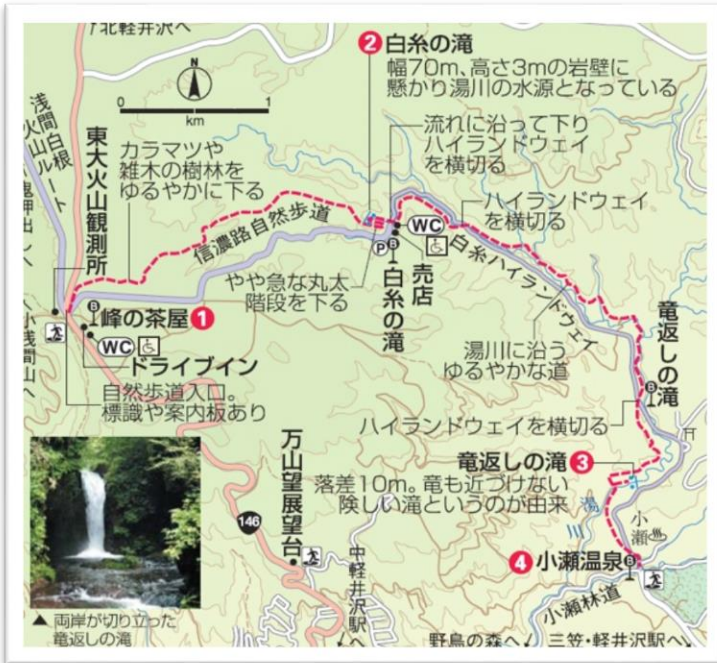 北軽井沢へ
②白糸の滝
幅70m、高さ3mの岩壁に
懸かり湯川の水源となっている
N
0 1
km
浅間白根
火山ルート
鬼押出しへ
東大火山観測所
カラマツや
雑木の樹林を
ゆるやかに下る
流れに沿って下り
ハイランドウェイ
を横切る
ハイランドウェイ
を横切る
信濃路自然歩道
WC
P
B
売店
白糸の滝
白糸ハイランドウェイ
やや急な丸太
階段を下る
小浅間山へ
B
峰の茶屋①
WC
ドライブイン
自然歩道入口。
標識や案内板あり
湯川に沿う
ゆるやかな道
竜返しの滝
B
ハイランドウェイを横切る
竜返しの滝③
落差10m。竜も近づけない
険しい滝というのが由来
湯川
万山望展望台
146
中軽井沢駅へ
小瀬
④小瀬温泉
B
小瀬林道
野鳥の森へ
三笠・軽井沢駅へ
▲両岸が切り立った
竜返しの滝